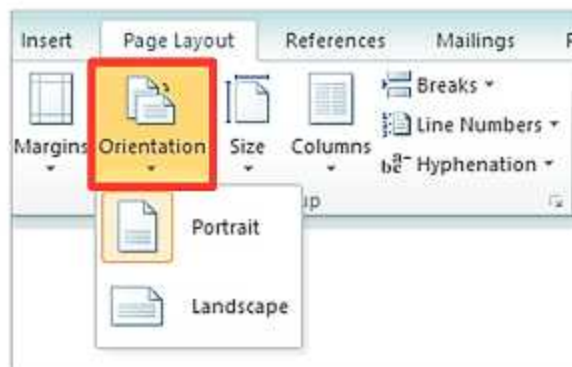 Insert Page Layout References Mailings
Margins Orientation Size Columns
Breaks
Line Numbers
Hyphenation
Portrait
Landscape